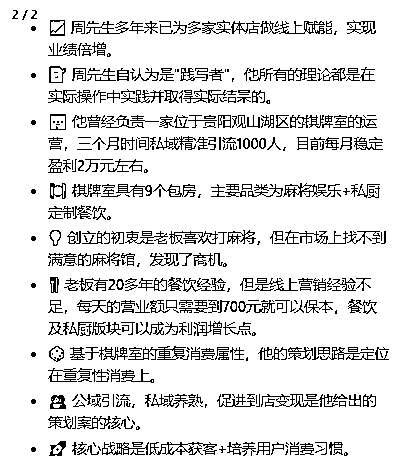 2 / 2
• 周先生多年来已为多家实体店做线上赋能，实现
业绩倍增。
• 周先生自认为是"践写者"，他所有的理论都是在
实际操作中实践并取得实际结果的。
• 他曾经负责一家位于贵阳观山湖区的棋牌室的运
营，三个月时间私域精准引流1000人，目前每月稳定
盈利2万元左右。
• 棋牌室具有9个包房，主要品类为麻将娱乐+私厨
定制餐饮。
• 创立的初衷是老板喜欢打麻将，但在市场上找不到
满意的麻将馆，发现了商机。
• 老板有20多年的餐饮经验，但是线上营销经验不
足，每天的营业额只需要到700元就可以保本，餐饮
及私厨版块可以成为利润增长点。
• 基于棋牌室的重复消费属性，他的策划思路是定位
在重复性消费上。
• 公域引流，私域养熟，促进到店变现是他给出的
策划案的核心。
• 核心战略是低成本获客+培养用户消费习惯。